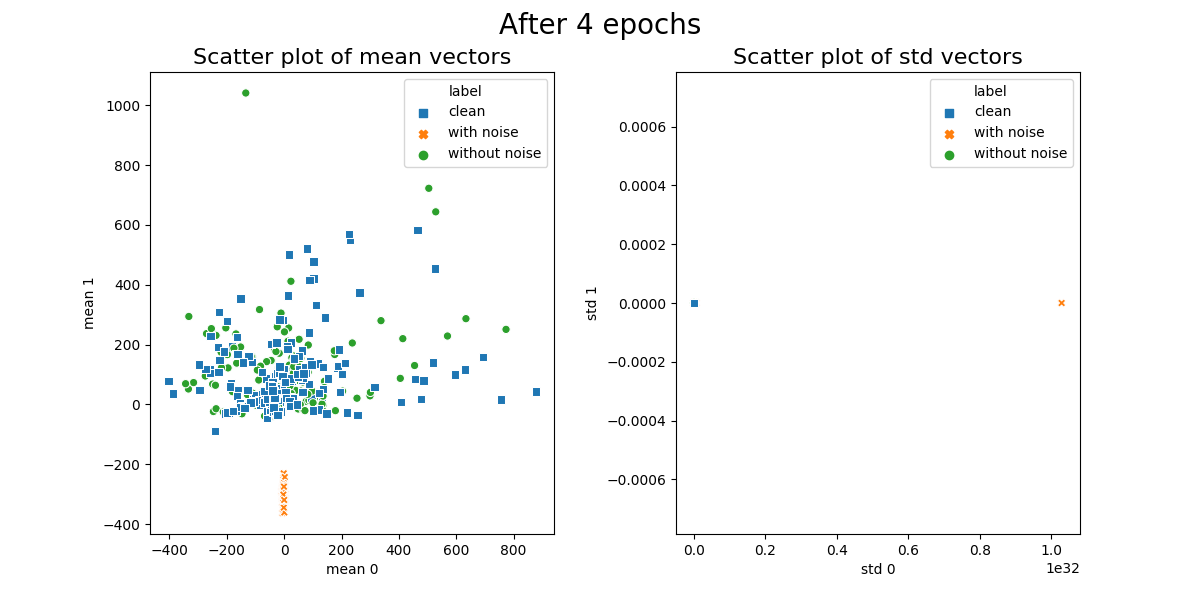 After 4 epochs
Scatter plot of mean vectors
label
clean
with noise
without noise
1000
800
600
400
200
0
−200
−400
mean 1
−400
−200
0
200
400
600
800
mean 0
Scatter plot of std vectors
label
clean
with noise
without noise
0.0006
0.0004
0.0002
0.0000
−0.0002
−0.0004
−0.0006
std 1
0.0
0.2
0.4
0.6
0.8
1.0
1e32
std 0